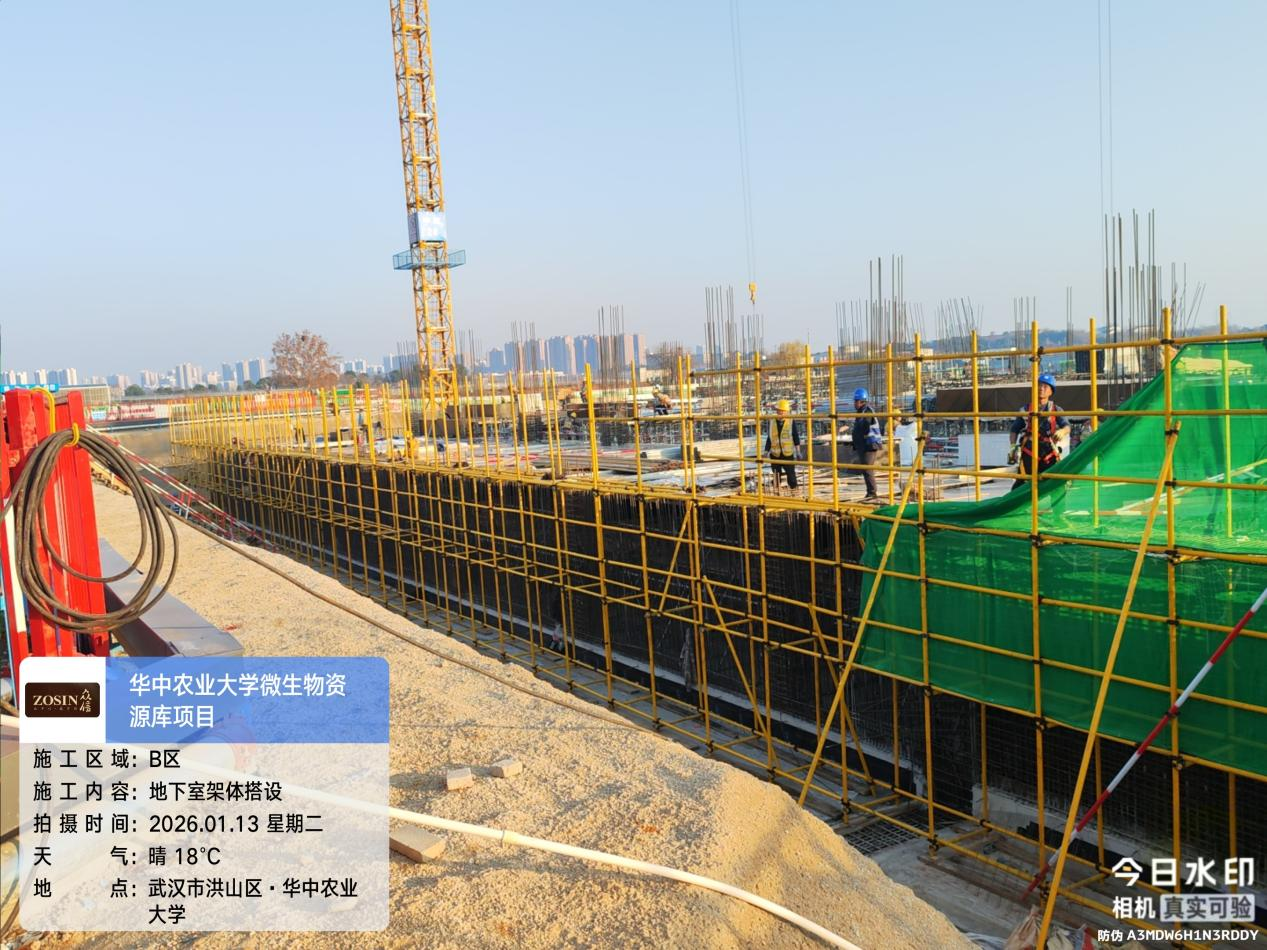 ZOSIN众信
华中农业大学微生物资
源库项目
施工区域：B区
施工内容：地下室架体搭设
拍摄时间：2026.01.13 星期二
天气：晴 18℃
地点：武汉市洪山区·华中农业
大学
今日水印
相机 真实可验
防伪 A3MDW6H1N3RDDY